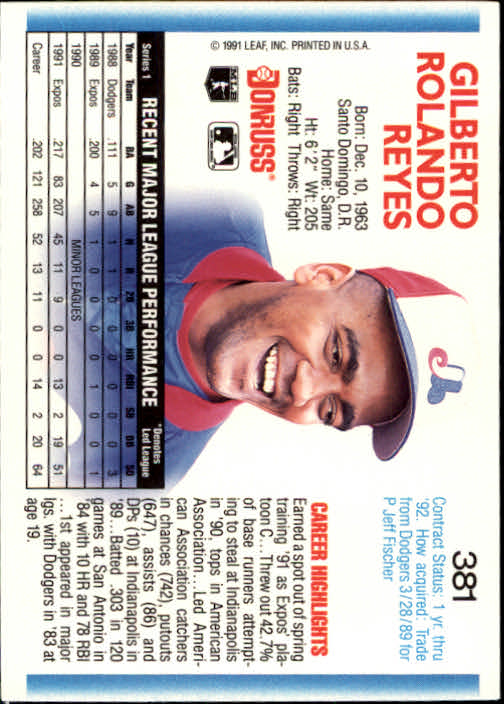 GILBERTO
ROLANDO
REYES
381
Contract Status: 1 yr. thru
'92. How acquired: Trade
from Dodgers 3/28/89 for
P Jeff Fischer
Born: Dec. 10, 1963
Santo Domingo, D.R.
Home: Same
Ht: 6' 2" Wt: 205
Bats: Right Throws: Right
DONRUSS®
MLB
© 1991 LEAF, INC. PRINTED IN U.S.A.
CAREER HIGHLIGHTS
Earned a spot out of spring
training '91 as Expos' pla-
toon C...Threw out 42.7%
of base runners attempt-
ing to steal at Indianapolis
in '90, tops in American
Association...Led Ameri-
can Association catchers
in chances (742), putouts
(647), assists (86) and
DPs (10) at Indianapolis in
'89...Batted .303 in 120
games at San Antonio in
'84 with 10 HR and 78 RBI
...1st appeared in major
lgs. with Dodgers in '83 at
age 19.
Series 1 RECENT MAJOR LEAGUE PERFORMANCE *Denotes
Led League
Year Team BA G AB H R 2B 3B HR RBI SB BB SO
1988 Dodgers .111 5 9 1 1 0 0 0 0 0 0 3
1989 Expos .200 4 5 1 0 0 0 0 1 0 0 1
1990 MINOR LEAGUES
1991 Expos .217 83 207 45 11 9 0 0 13 2 19 51
Career .202 121 258 52 13 11 0 0 14 2 20 64